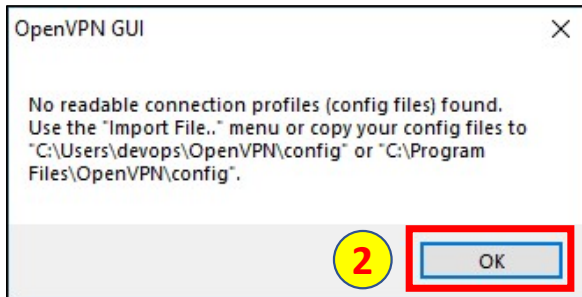 OpenVPN GUI
No readable connection profiles (config files) found.
Use the "Import File.." menu or copy your config files to
"C:\Users\devops\OpenVPN\config" or "C:\Program
Files\OpenVPN\config".
2
OK